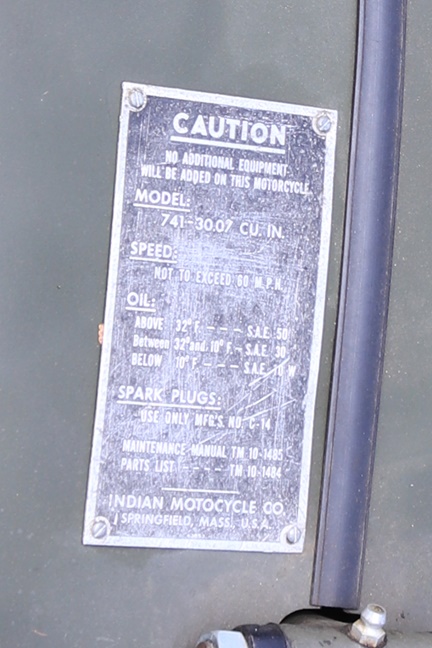 CAUTION
NO ADDITIONAL EQUIPMENT
WILL BE ADDED ON THIS MOTORCYCLE.
MODEL:
741-30.07 CU. IN.
SPEED:
NOT TO EXCEED 60 M.P.H.
OIL:
ABOVE 32° F. – – – S.A.E. 50
Between 32° and 10° F. – S.A.E. 30
BELOW 10° F. – – – S.A.E. 10 W
SPARK PLUGS:
USE ONLY MFG'S. NO. C-14
MAINTENANCE MANUAL TM 10-1485
PARTS LIST – – – TM 10-1484
INDIAN MOTOCYCLE CO.
SPRINGFIELD, MASS. U.S.A.